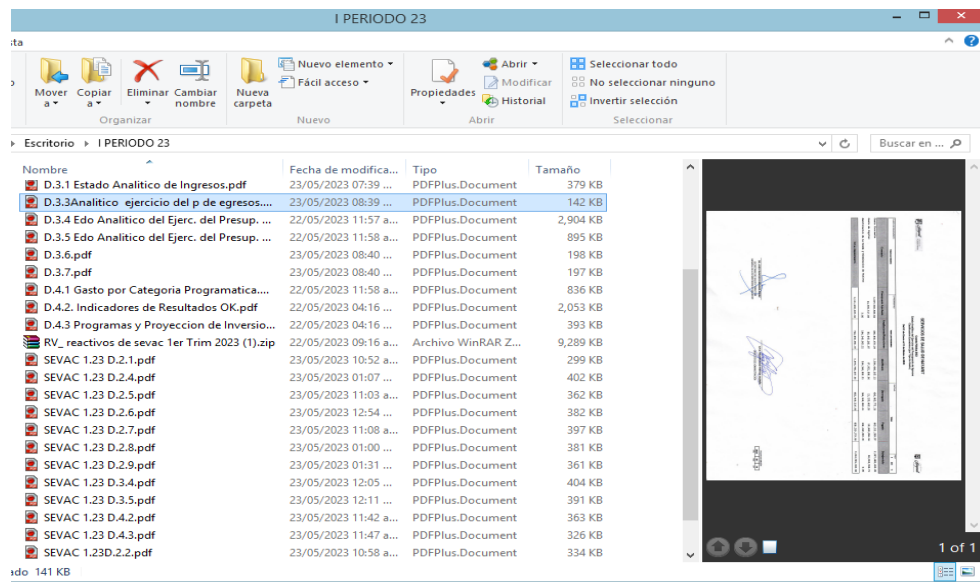 I PERIODO 23
sta
Mover a
Copiar a
Eliminar
Cambiar nombre
Nueva carpeta
Nuevo elemento
Fácil acceso
Propiedades
Abrir
Modificar
Historial
Seleccionar todo
No seleccionar ninguno
Invertir selección
Organizar
Nuevo
Abrir
Seleccionar
Escritorio
I PERIODO 23
Buscar en ...
Nombre Fecha de modifica... Tipo Tamaño
D.3.1 Estado Analitico de Ingresos.pdf 23/05/2023 07:39 ... PDFPlus.Document 379 KB
D.3.3Analitico ejercicio del p de egresos.... 23/05/2023 08:39 ... PDFPlus.Document 142 KB
D.3.4 Edo Analitico del Ejerc. del Presup. ... 22/05/2023 11:57 a... PDFPlus.Document 2,904 KB
D.3.5 Edo Analitico del Ejerc. del Presup. ... 22/05/2023 11:58 a... PDFPlus.Document 895 KB
D.3.6.pdf 23/05/2023 08:40 ... PDFPlus.Document 198 KB
D.3.7.pdf 23/05/2023 08:40 ... PDFPlus.Document 197 KB
D.4.1 Gasto por Categoria Programatica.... 22/05/2023 11:58 a... PDFPlus.Document 836 KB
D.4.2. Indicadores de Resultados OK.pdf 22/05/2023 04:16 ... PDFPlus.Document 2,053 KB
D.4.3 Programas y Proyeccion de Inversio... 22/05/2023 04:16 ... PDFPlus.Document 393 KB
RV_ reactivos de sevac 1er Trim 2023 (1).zip 22/05/2023 09:16 a... Archivo WinRAR Z... 9,289 KB
SEVAC 1.23 D.2.1.pdf 23/05/2023 10:52 a... PDFPlus.Document 299 KB
SEVAC 1.23 D.2.4.pdf 23/05/2023 01:07 ... PDFPlus.Document 402 KB
SEVAC 1.23 D.2.5.pdf 23/05/2023 11:03 a... PDFPlus.Document 362 KB
SEVAC 1.23 D.2.6.pdf 23/05/2023 12:54 ... PDFPlus.Document 382 KB
SEVAC 1.23 D.2.7.pdf 23/05/2023 11:08 a... PDFPlus.Document 397 KB
SEVAC 1.23 D.2.8.pdf 23/05/2023 01:00 ... PDFPlus.Document 381 KB
SEVAC 1.23 D.2.9.pdf 23/05/2023 01:31 ... PDFPlus.Document 361 KB
SEVAC 1.23 D.3.4.pdf 23/05/2023 12:05 ... PDFPlus.Document 404 KB
SEVAC 1.23 D.3.5.pdf 23/05/2023 12:11 ... PDFPlus.Document 391 KB
SEVAC 1.23 D.4.2.pdf 23/05/2023 11:42 a... PDFPlus.Document 363 KB
SEVAC 1.23 D.4.3.pdf 23/05/2023 11:47 a... PDFPlus.Document 326 KB
SEVAC 1.23D.2.2.pdf 23/05/2023 10:58 a... PDFPlus.Document 334 KB
1 of 1
ado 141 KB